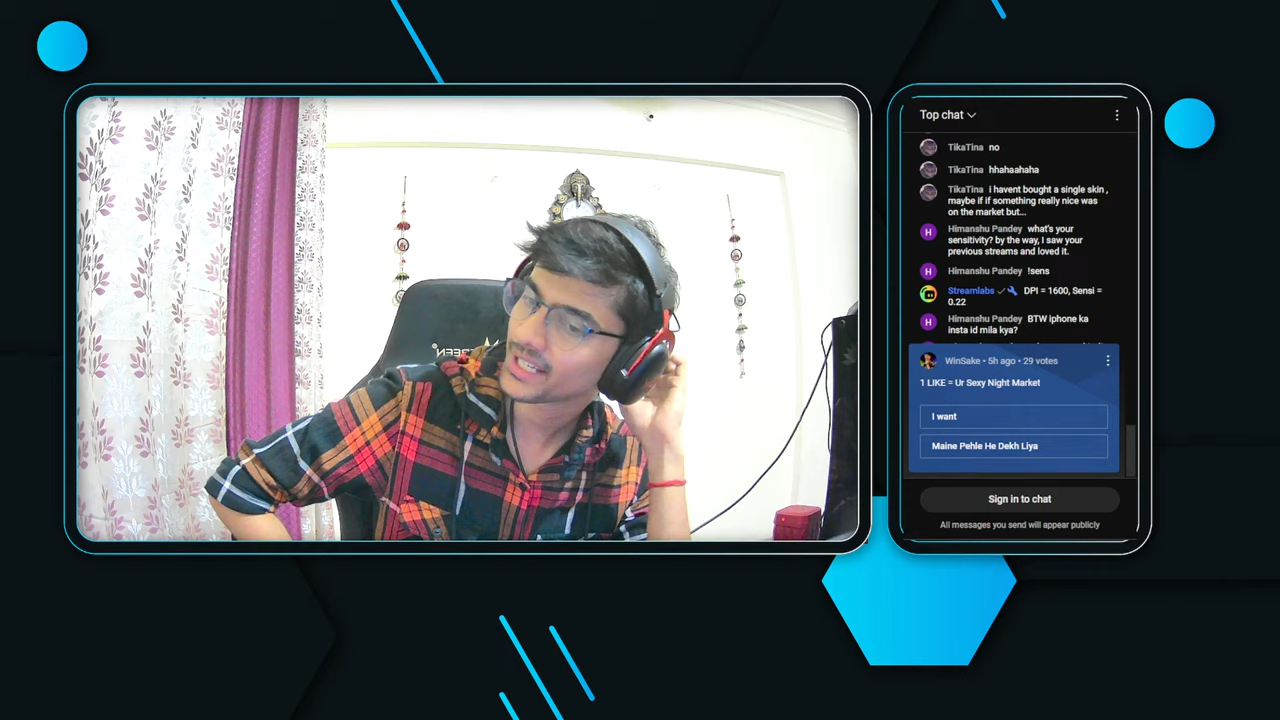 Top chat
TikaTina no
TikaTina hhahaahaha
TikaTina i havent bought a single skin ,
maybe if if something really nice was
on the market but...
H Himanshu Pandey what's your
sensitivity? by the way, I saw your
previous streams and loved it.
H Himanshu Pandey !sens
Streamlabs DPI = 1600, Sensi =
0.22
H Himanshu Pandey BTW iphone ka
insta id mila kya?
WinSake • 5h ago • 29 votes
1 LIKE = Ur Sexy Night Market
I want
Maine Pehle He Dekh Liya
Sign in to chat
All messages you send will appear publicly